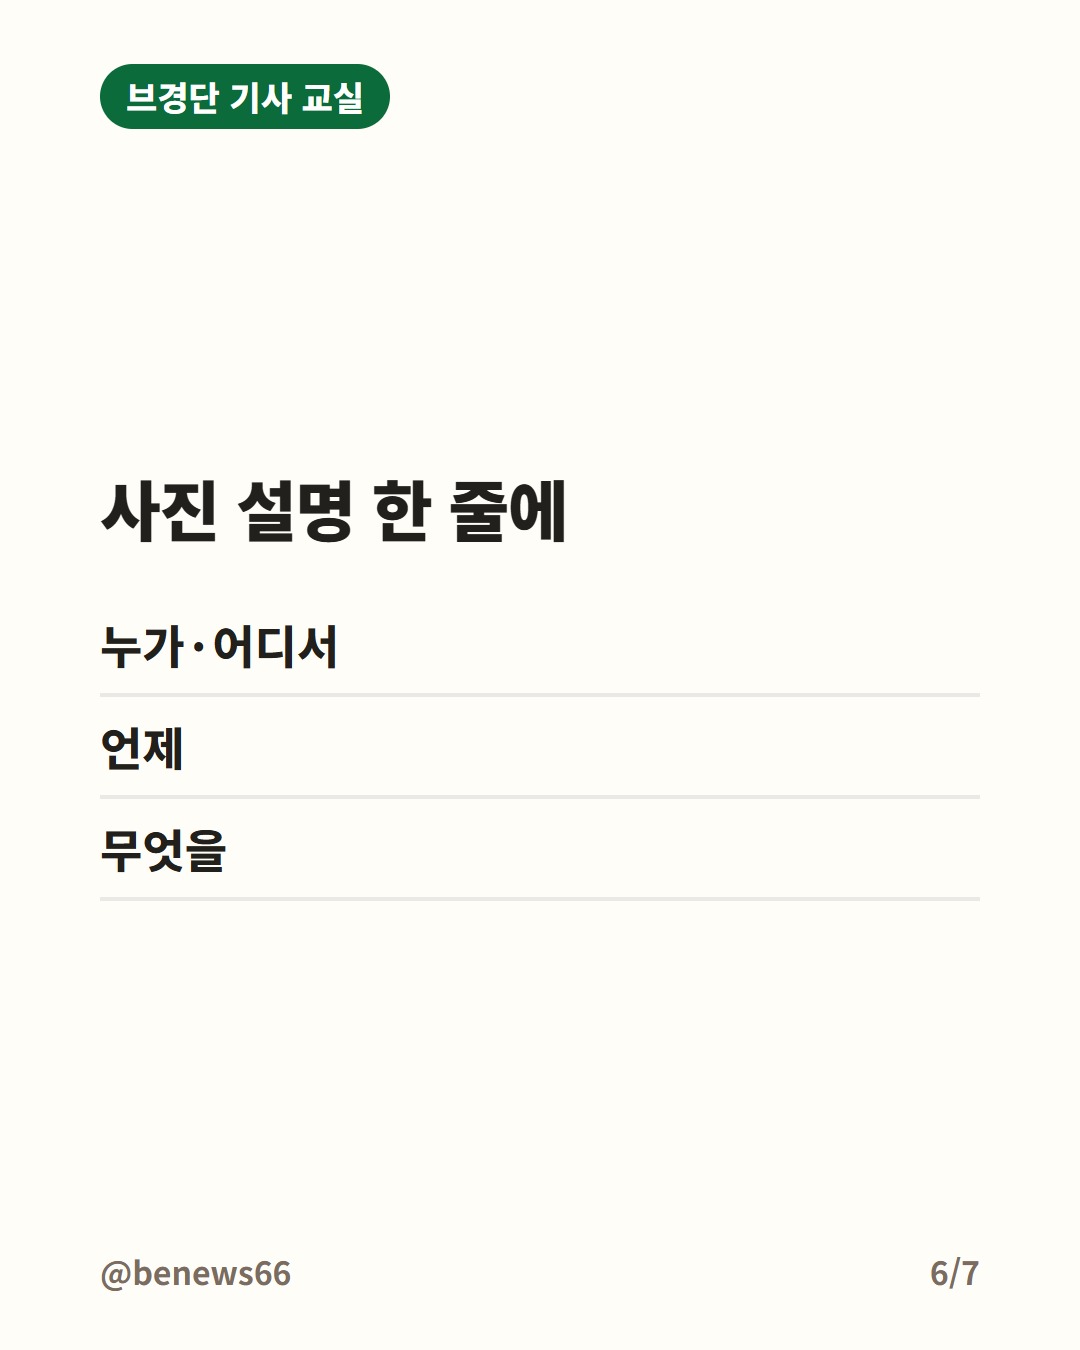 브경단 기사 교실
사진 설명 한 줄에
누가·어디서
언제
무엇을
@benews66
6/7